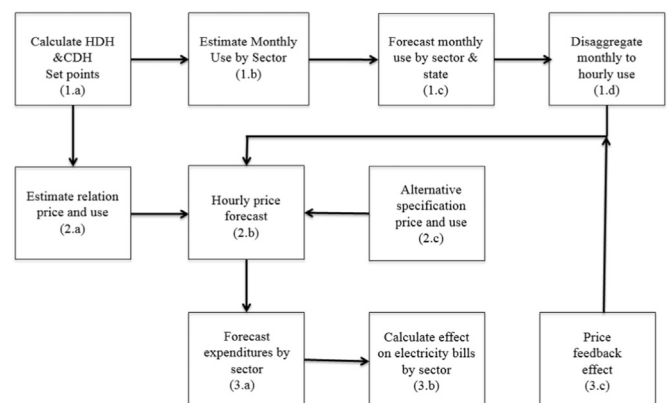 Calculate HDH
&CDH
Set points
(1.a)
Estimate Monthly
Use by Sector
(1.b)
Forecast monthly
use by sector &
state
(1.c)
Disaggregate
monthly to
hourly use
(1.d)
Estimate relation
price and use
(2.a)
Hourly price
forecast
(2.b)
Alternative
specification
price and use
(2.c)
Forecast
expenditures by
sector
(3.a)
Calculate effect
on electricity bills
by sector
(3.b)
Price
feedback
effect
(3.c)